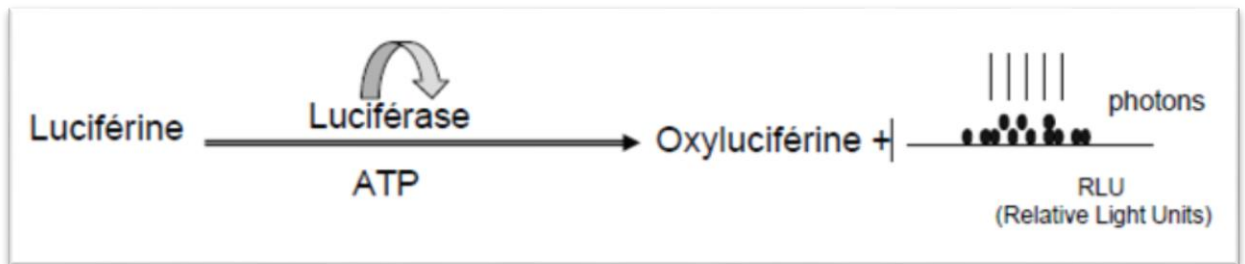 Luciférine
Luciférase
ATP
Oxyluciférine +
photons
RLU
(Relative Light Units)